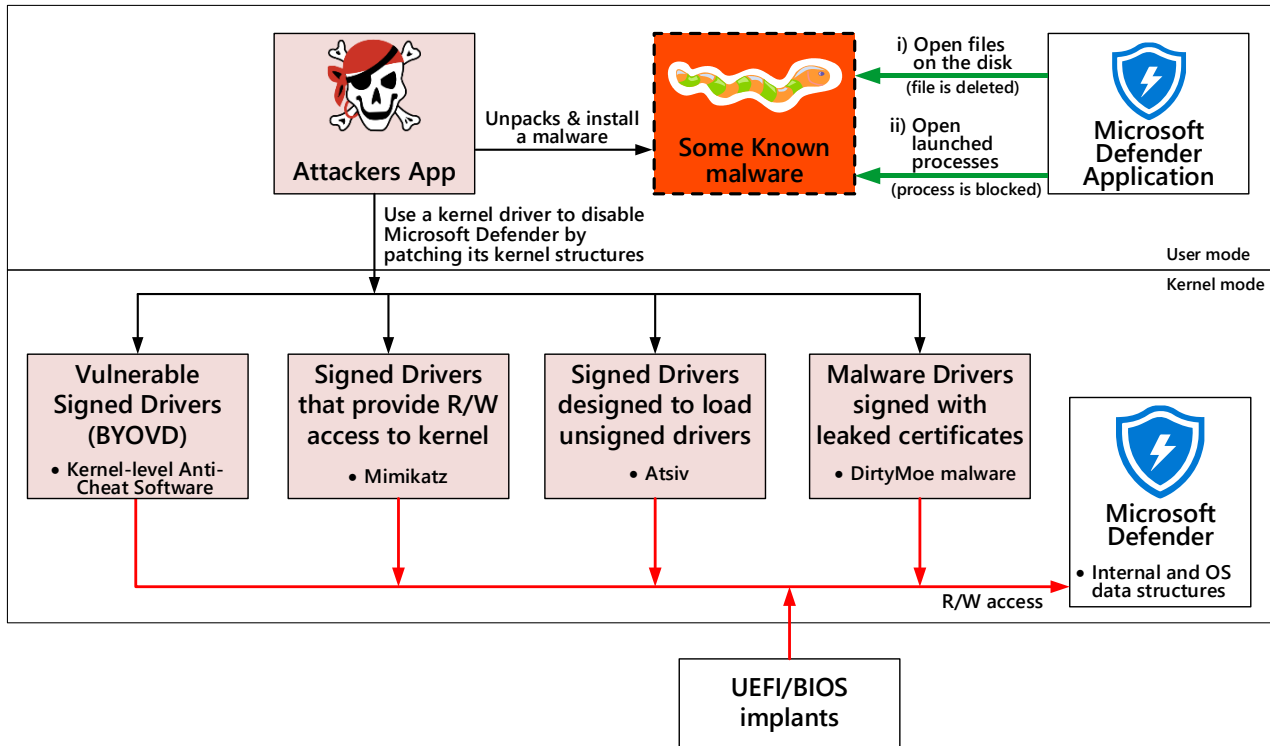 Attackers App
Unpacks & install
a malware
Some Known
malware
i) Open files
on the disk
(file is deleted)
ii) Open
launched
processes
(process is blocked)
Microsoft
Defender
Application
Use a kernel driver to disable
Microsoft Defender by
patching its kernel structures
User mode
Kernel mode
Vulnerable
Signed Drivers
(BYOVD)
• Kernel-level Anti-
Cheat Software
Signed Drivers
that provide R/W
access to kernel
• Mimikatz
Signed Drivers
designed to load
unsigned drivers
• Atsiv
Malware Drivers
signed with
leaked certificates
• DirtyMoe malware
Microsoft
Defender
• Internal and OS
data structures
R/W access
UEFI/BIOS
implants